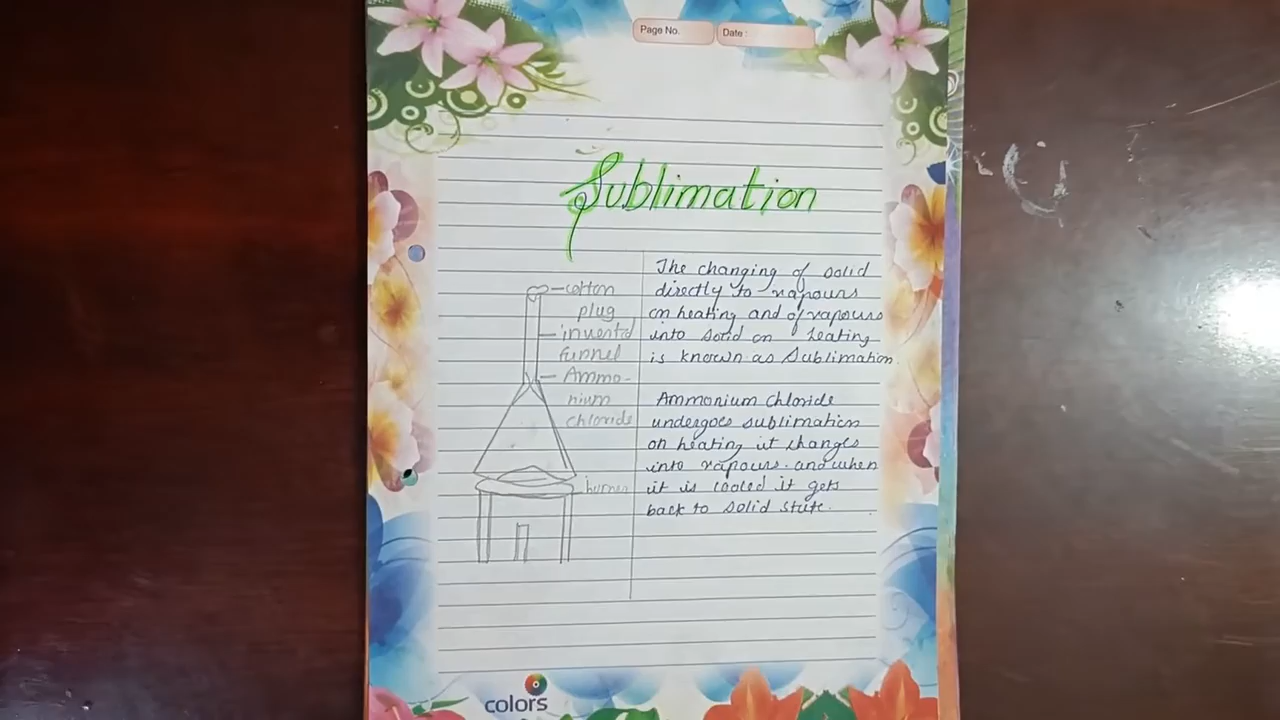 Page No.
Date :
Sublimation
cotton
plug
inverted
funnel
Ammo-
nium
chloride
burner
The changing of solid
directly to vapours
on heating and of vapours
into solid on heating
is known as Sublimation.
Ammonium chloride
undergoes sublimation
on heating it changes
into vapours. and when
it is cooled it gets
back to solid state.
colors